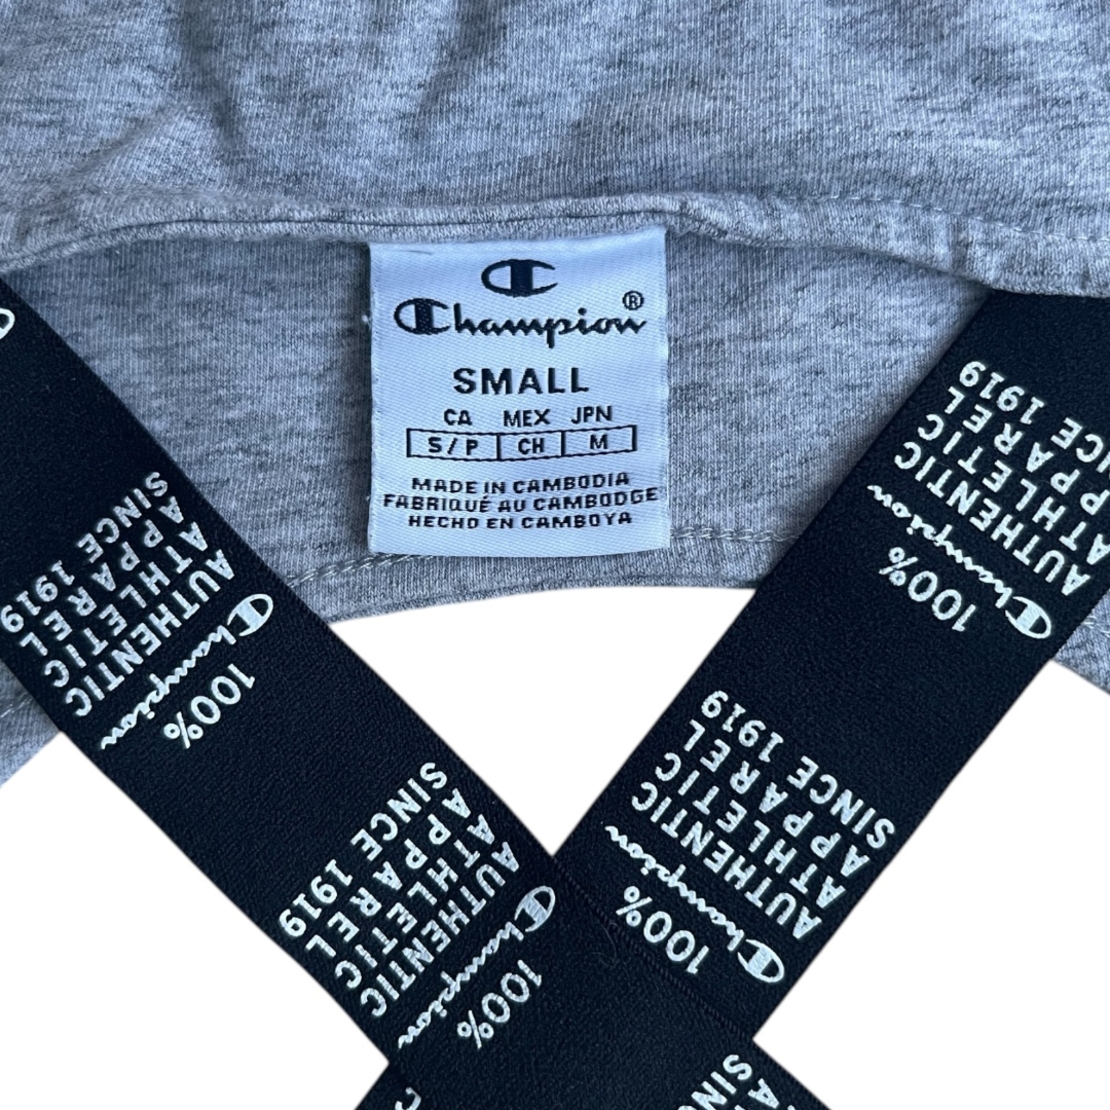 Champion®
SMALL
CA MEX JPN
S/P CH M
MADE IN CAMBODIA
FABRIQUÉ AU CAMBODGE
HECHO EN CAMBOYA
100%
Champion
AUTHENTIC
ATHLETIC
APPAREL
SINCE 1919
100%
Champion
AUTHENTIC
ATHLETIC
APPAREL
SINCE 1919
100%
Champion
AUTHENTIC
ATHLETIC
APPAREL
SINCE 1919
100%
Champion
AUTHENTIC
ATHLETIC
APPAREL
SINCE 1919